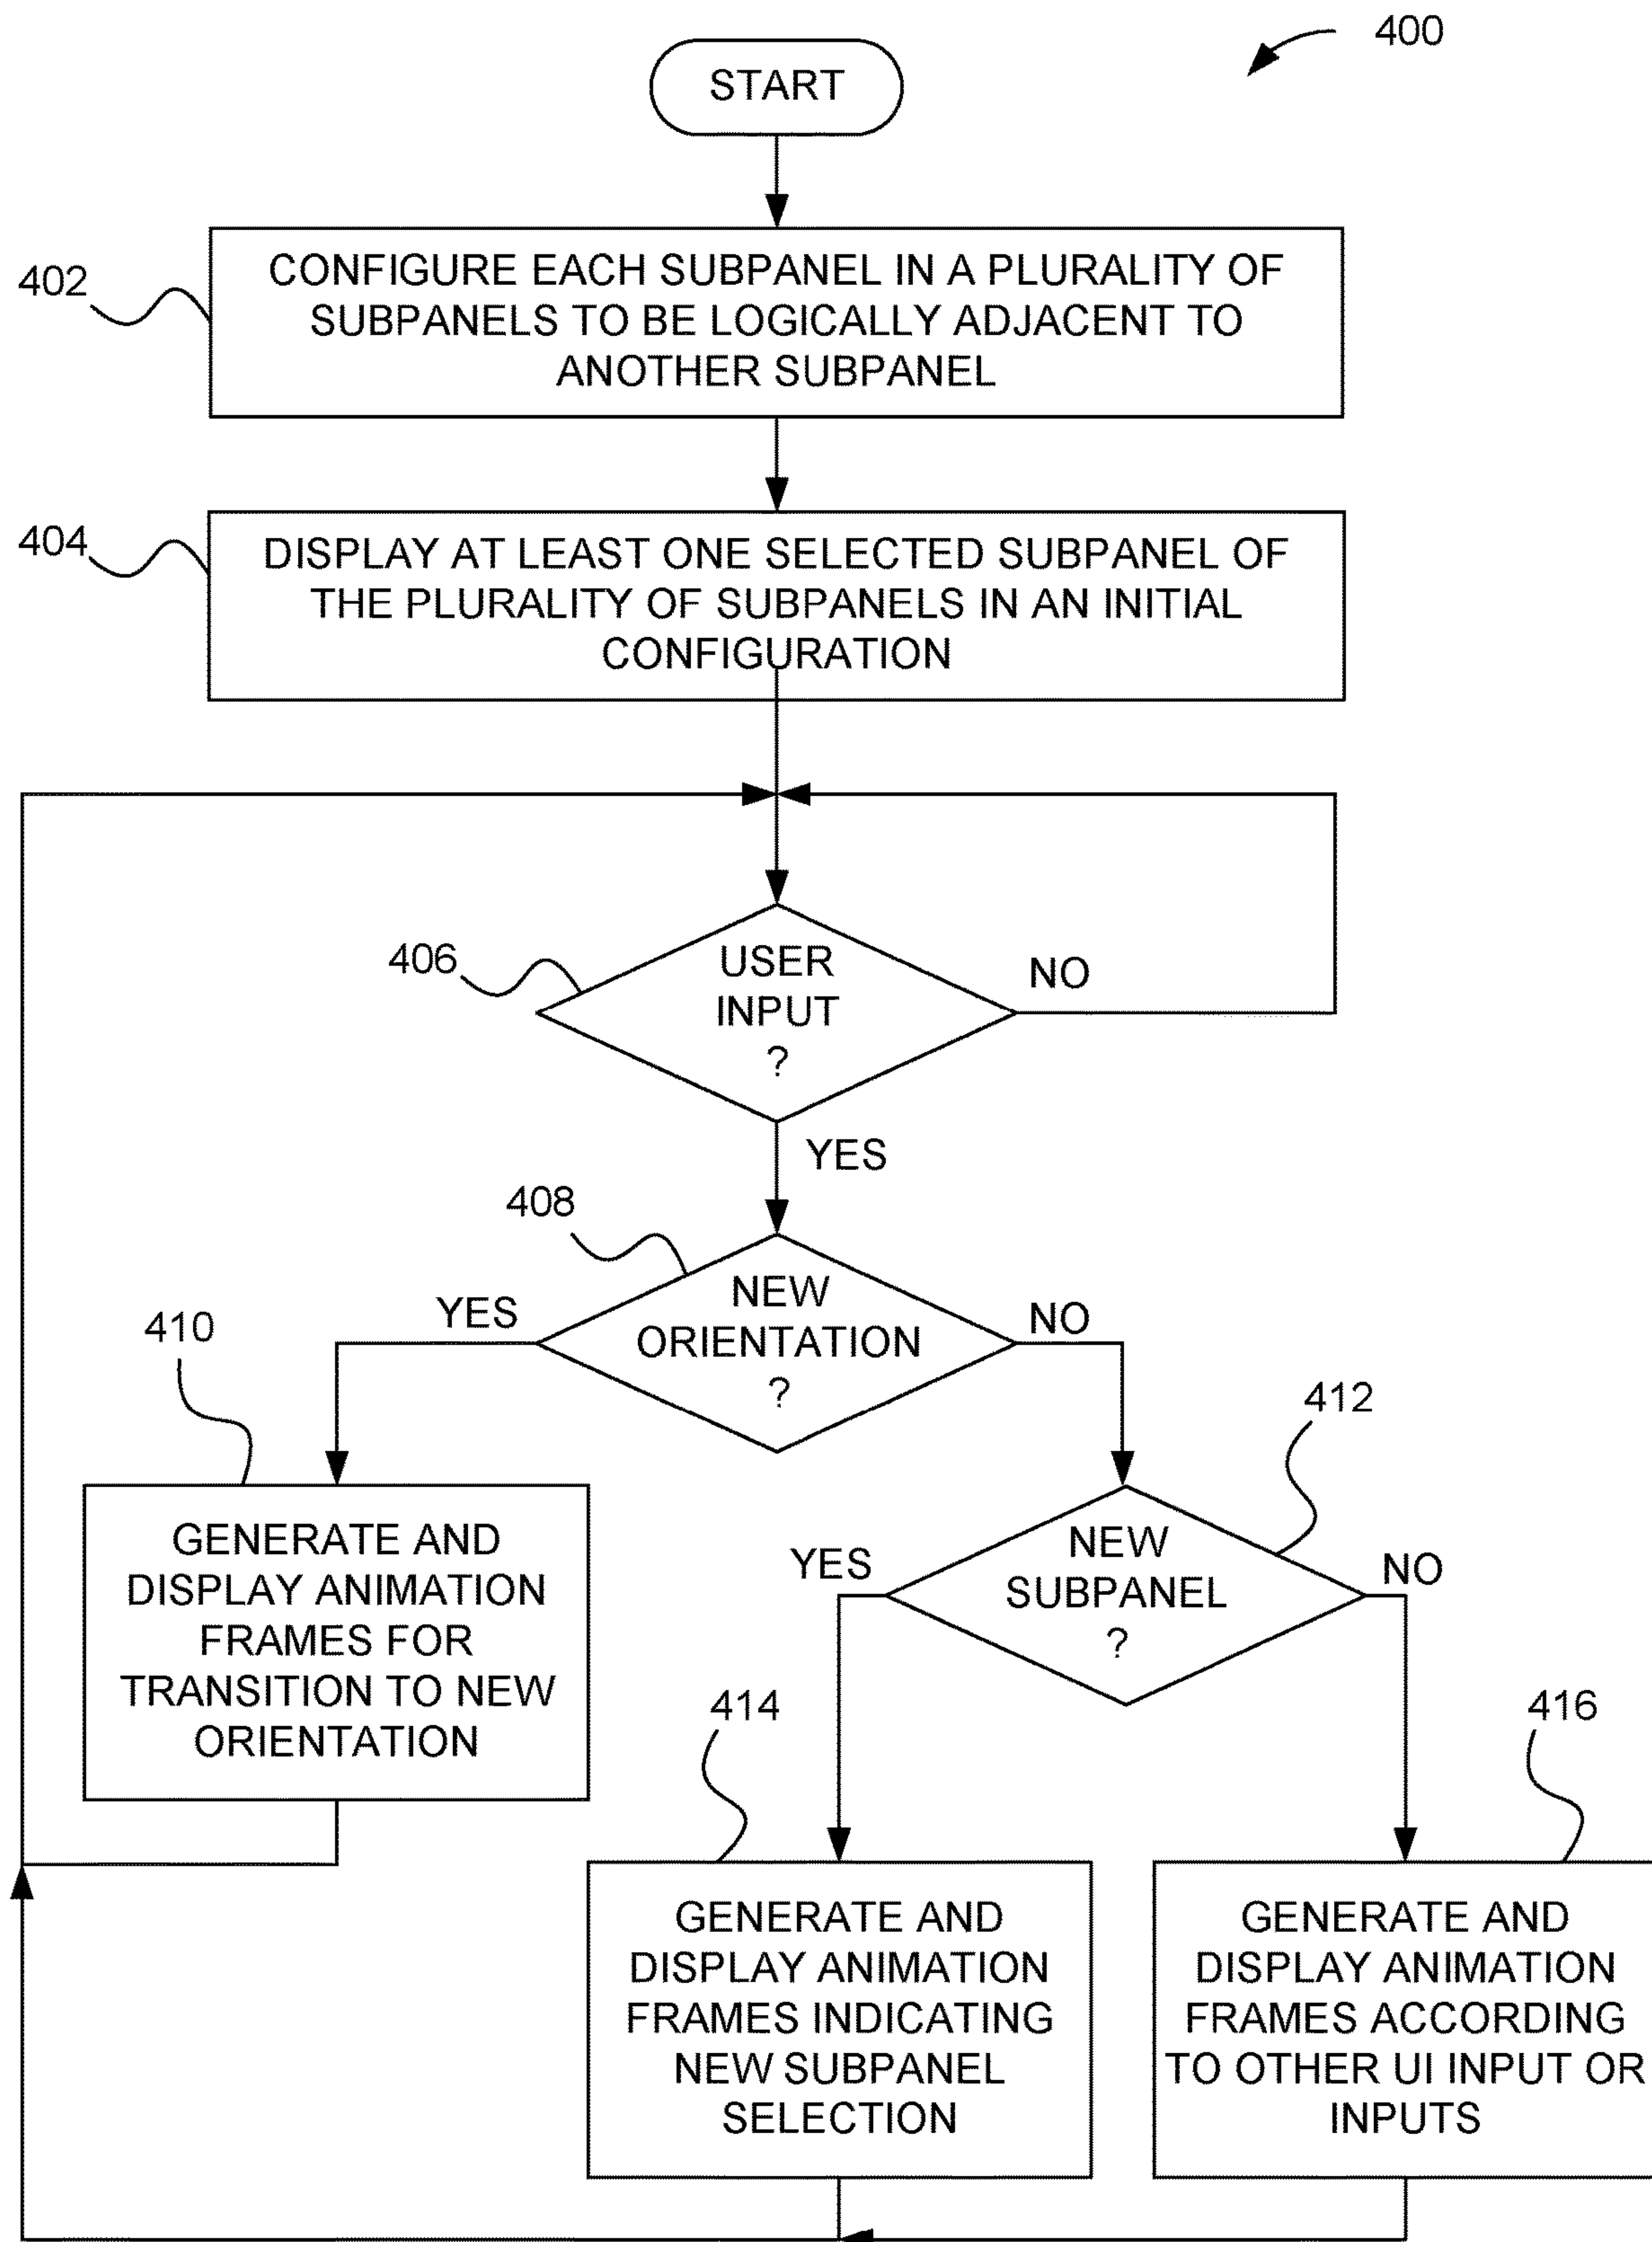 400
START
402
CONFIGURE EACH SUBPANEL IN A PLURALITY OF
SUBPANELS TO BE LOGICALLY ADJACENT TO
ANOTHER SUBPANEL
404
DISPLAY AT LEAST ONE SELECTED SUBPANEL OF
THE PLURALITY OF SUBPANELS IN AN INITIAL
CONFIGURATION
406
USER
INPUT
?
NO
YES
408
NEW
ORIENTATION
?
YES
NO
410
GENERATE AND
DISPLAY ANIMATION
FRAMES FOR
TRANSITION TO NEW
ORIENTATION
412
NEW
SUBPANEL
?
YES
NO
414
GENERATE AND
DISPLAY ANIMATION
FRAMES INDICATING
NEW SUBPANEL
SELECTION
416
GENERATE AND
DISPLAY ANIMATION
FRAMES ACCORDING
TO OTHER UI INPUT OR
INPUTS